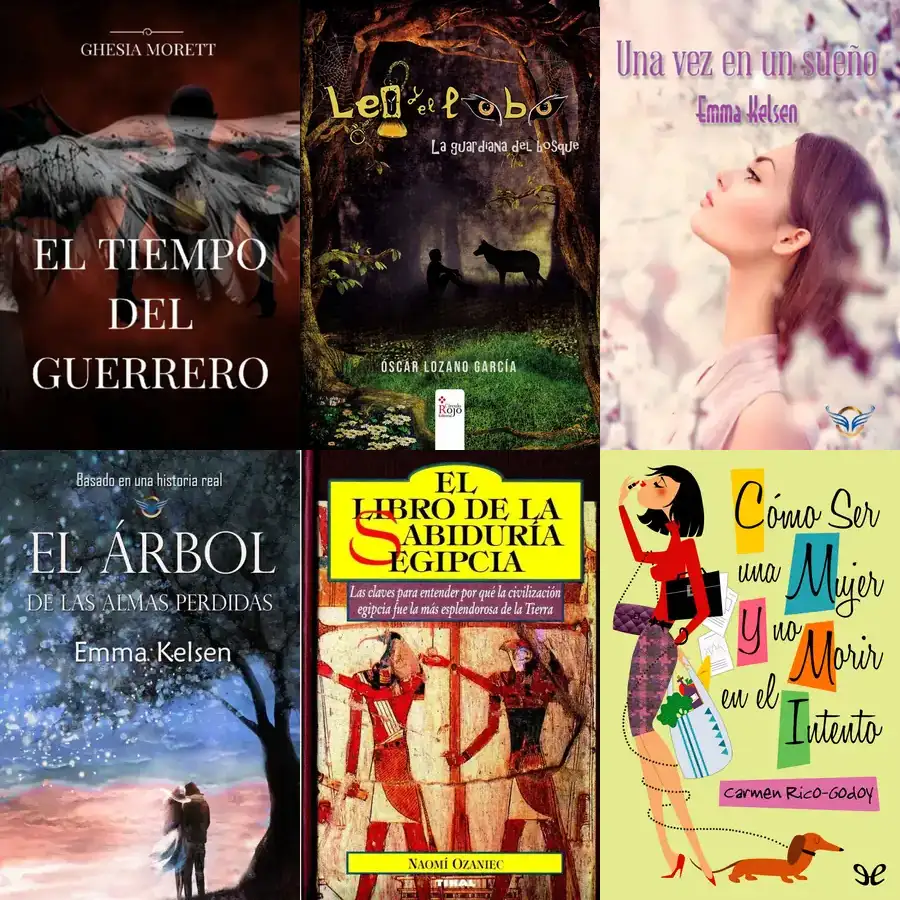 GHESIA MORETT
EL TIEMPO
DEL
GUERRERO
Leo y el lobo
La guardiana del bosque
ÓSCAR LOZANO GARCÍA
Círculo
Rojo
Editorial
Una vez en un sueño
Emma Kelsen
Basado en una historia real
EL ÁRBOL
DE LAS ALMAS PERDIDAS
Emma Kelsen
EL
LIBRO DE LA
SABIDURÍA
EGIPCIA
Las claves para entender por qué la civilización
egipcia fue la más esplendorosa de la Tierra
NAOMÍ OZANIEC
TIKAL
Cómo Ser
una Mujer
Y no
Morir
en el
Intento
Carmen Rico-Godoy